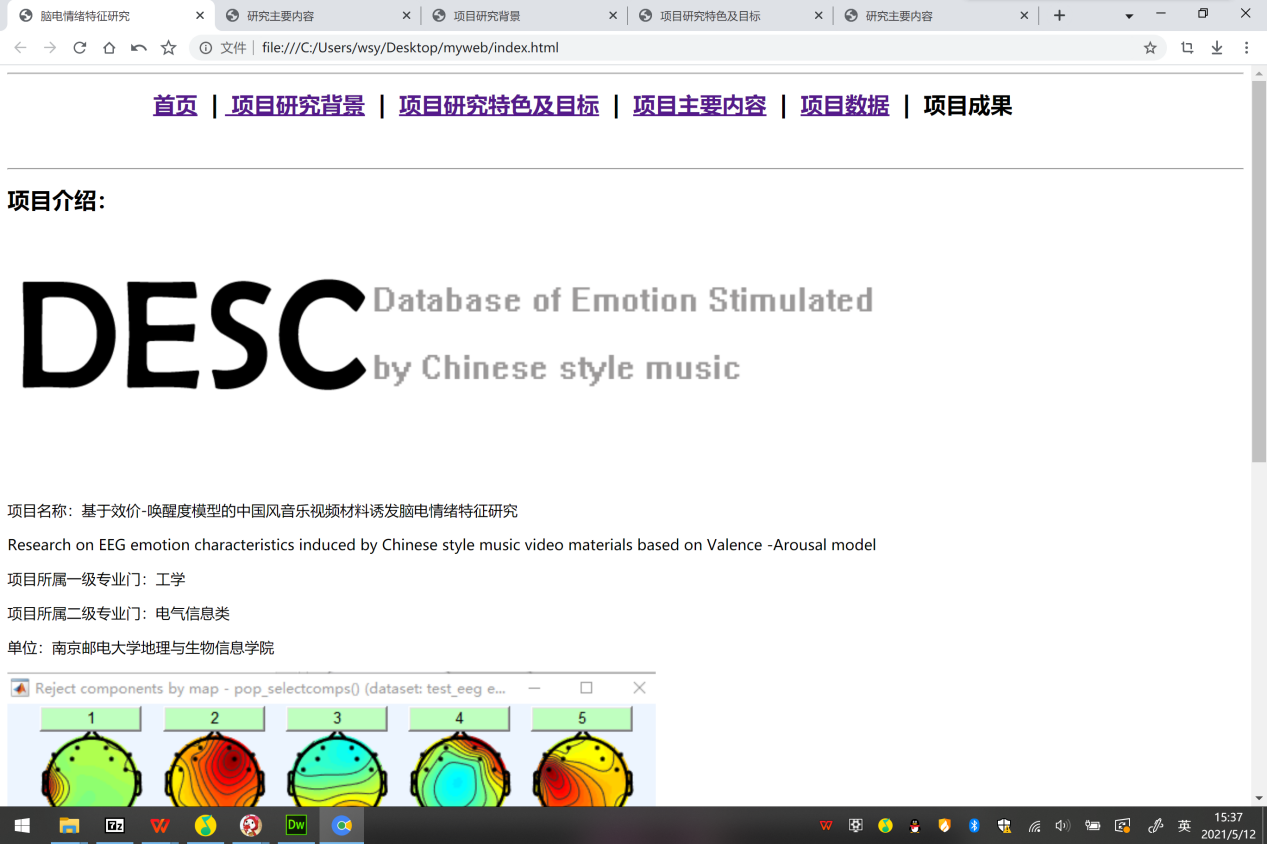 脑电情绪特征研究
研究主要内容
项目研究背景
项目研究特色及目标
研究主要内容
文件 file:///C:/Users/wsy/Desktop/myweb/index.html
首页 | 项目研究背景 | 项目研究特色及目标 | 项目主要内容 | 项目数据 | 项目成果
项目介绍：
DESC
Database of Emotion Stimulated
by Chinese style music
项目名称：基于效价-唤醒度模型的中国风音乐视频材料诱发脑电情绪特征研究
Research on EEG emotion characteristics induced by Chinese style music video materials based on Valence -Arousal model
项目所属一级专业门：工学
项目所属二级专业门：电气信息类
单位：南京邮电大学地理与生物信息学院
Reject components by map - pop_selectcomps() (dataset: test_eeg e...
1 2 3 4 5
7z
Dw
英
15:37
2021/5/12